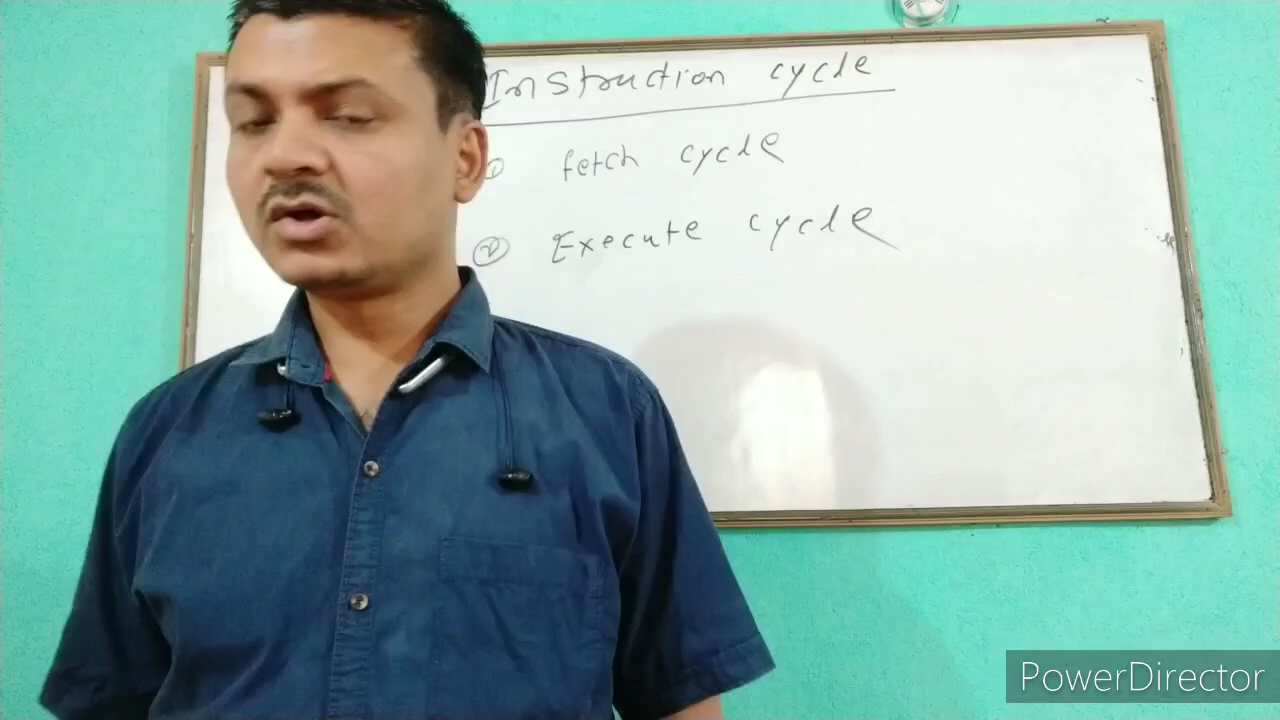 Instruction cycle
① fetch cycle
② Execute cycle
PowerDirector